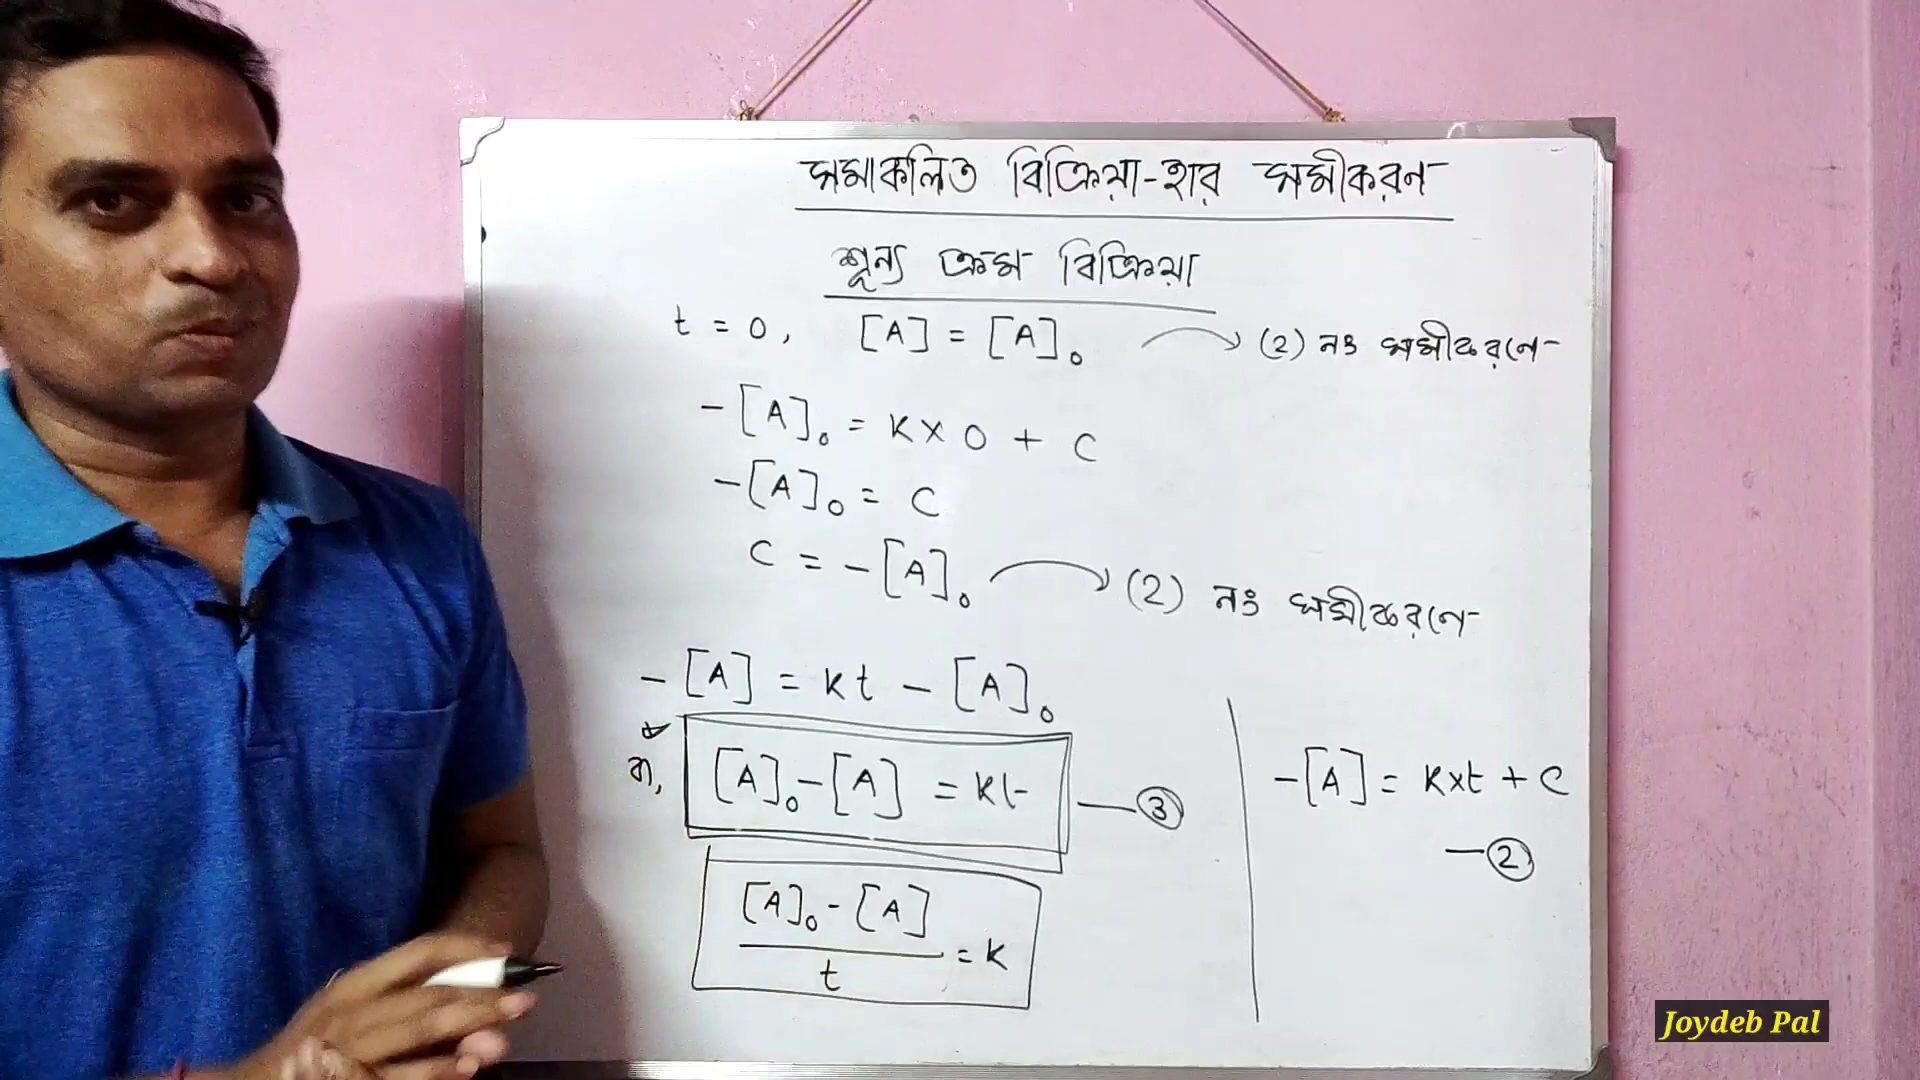 সমাকলিত বিক্রিয়া-হার সমীকরণ
শূন্য ক্রম বিক্রিয়া
t = 0, [A] = [A]₀ (2) নং সমীকরণে-
-[A]₀ = K × 0 + C
-[A]₀ = C
C = -[A]₀ (2) নং সমীকরণে-
-[A] = Kt - [A]₀
বা, [A]₀ - [A] = Kt — ③
[A]₀ - [A] / t = K
-[A] = K×t + C
— ②
Joydeb Pal